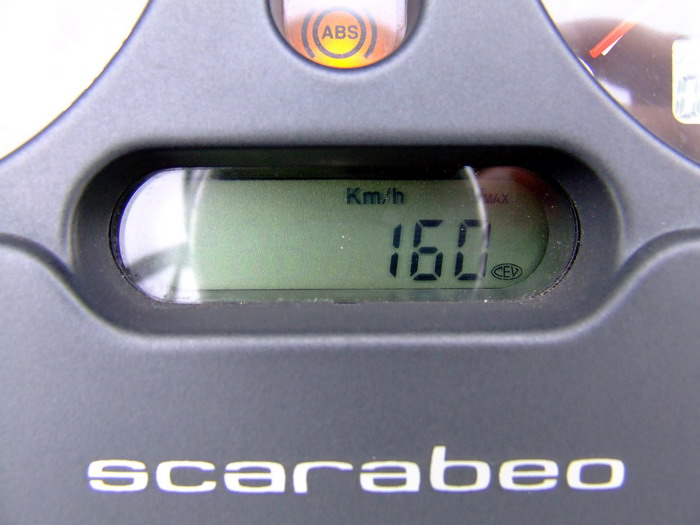 ABS
Km/h MAX
160 CEV
scarabeo